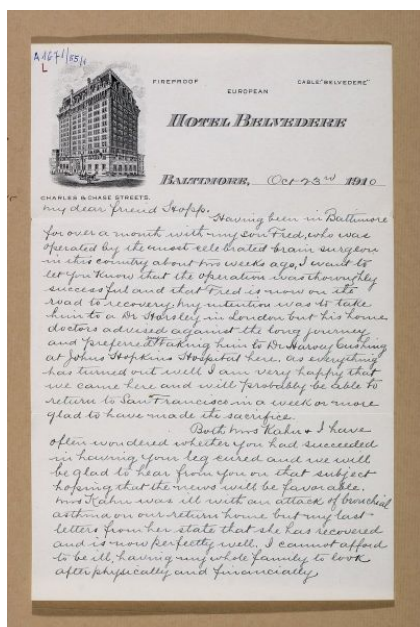 A 1671/55/1
L
FIREPROOF
EUROPEAN
CABLE "BELVEDERE"
HOTEL BELVEDERE
BALTIMORE, Oct 23rd 1910
CHARLES & CHASE STREETS.
My dear friend Hopp.
Having been in Baltimore
for over a month with my son Fred, who was
operated by the most celebrated brain surgeon
in this country about two weeks ago, I want to
let you know that the operation was thoroughly
successful and that Fred is now on the
road to recovery. My intention was to take
him to a Dr Horsley in London but his home
doctors advised against the long journey
and preferred taking him to Dr Harvey Cushing
at Johns Hopkins Hospital here. as everything
has turned out well I am very happy that
we came here and will probably be able to
return to San Francisco in a week or more
glad to have made the sacrifice.
Both Mrs Kahn & I have
often wondered whether you had succeeded
in having your leg cured and we will
be glad to hear from you on that subject
hoping that the news will be favorable.
Mrs Kahn was ill with an attack of bronchial
asthma on our return home but my last
letters from her state that she has recovered
and is now perfectly well. I cannot afford
to be ill, having my whole family to look
after physically and financially